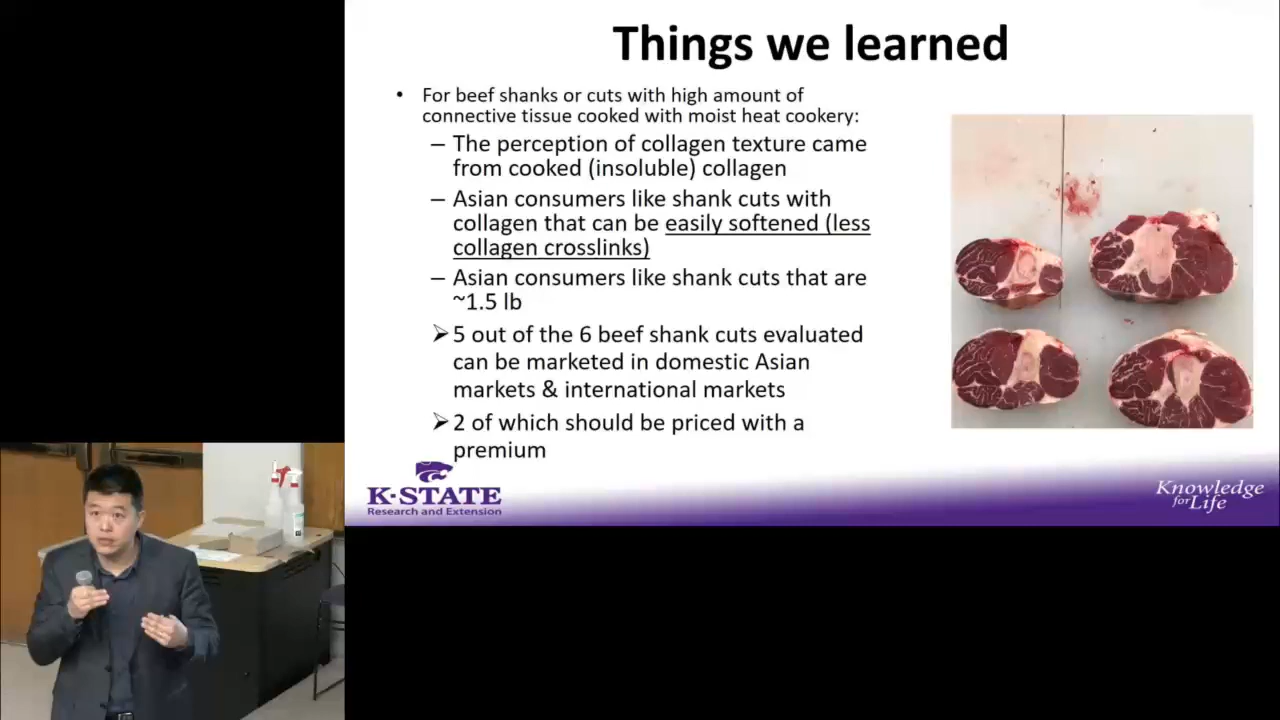 Things we learned
• For beef shanks or cuts with high amount of
connective tissue cooked with moist heat cookery:
– The perception of collagen texture came
from cooked (insoluble) collagen
– Asian consumers like shank cuts with
collagen that can be easily softened (less
collagen crosslinks)
– Asian consumers like shank cuts that are
~1.5 lb
➢ 5 out of the 6 beef shank cuts evaluated
can be marketed in domestic Asian
markets & international markets
➢ 2 of which should be priced with a
premium
K-STATE
Research and Extension
Knowledge
for Life